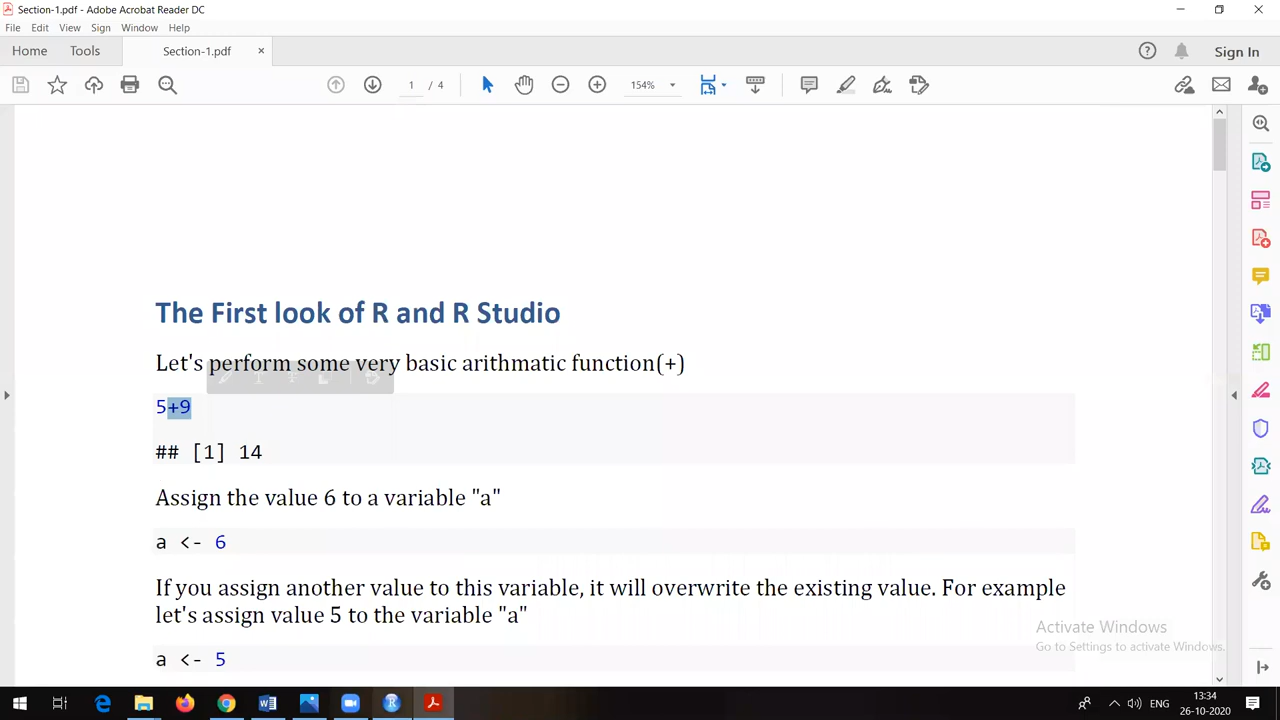 Section-1.pdf - Adobe Acrobat Reader DC
File Edit View Sign Window Help
Home Tools Section-1.pdf × Sign In
1 / 4 154%
The First look of R and R Studio
Let's perform some very basic arithmatic function(+)
5+9
## [1] 14
Assign the value 6 to a variable "a"
a <- 6
If you assign another value to this variable, it will overwrite the existing value. For example
let's assign value 5 to the variable "a"
a <- 5
Activate Windows
Go to Settings to activate Windows.
ENG
13:34
26-10-2020